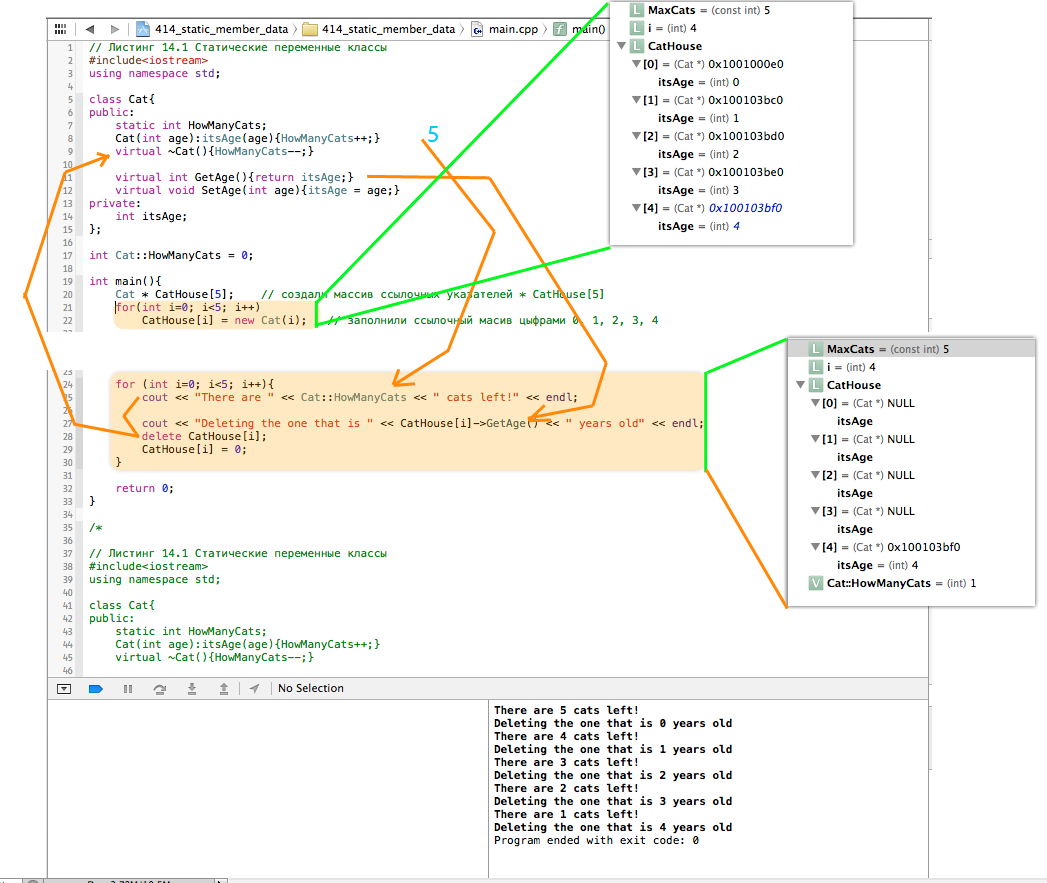 414_static_member_data 〉 414_static_member_data 〉 main.cpp 〉 main()
1 // Листинг 14.1 Статические переменные классы
2 #include<iostream>
3 using namespace std;
4
5 class Cat{
6 public:
7 static int HowManyCats;
8 Cat(int age):itsAge(age){HowManyCats++;}
9 virtual ~Cat(){HowManyCats--;}
10
11 virtual int GetAge(){return itsAge;}
12 virtual void SetAge(int age){itsAge = age;}
13 private:
14 int itsAge;
15 };
16
17 int Cat::HowManyCats = 0;
18
19 int main(){
20 Cat * CatHouse[5]; // создали массив ссылочных указателей * CatHouse[5]
21 for(int i=0; i<5; i++)
22 CatHouse[i] = new Cat(i); // заполнили ссылочный масив цыфрами 0, 1, 2, 3, 4
5
MaxCats = (const int) 5
i = (int) 4
CatHouse
[0] = (Cat *) 0x1001000e0
itsAge = (int) 0
[1] = (Cat *) 0x100103bc0
itsAge = (int) 1
[2] = (Cat *) 0x100103bd0
itsAge = (int) 2
[3] = (Cat *) 0x100103be0
itsAge = (int) 3
[4] = (Cat *) 0x100103bf0
itsAge = (int) 4
23
24 for (int i=0; i<5; i++){
25 cout << "There are " << Cat::HowManyCats << " cats left!" << endl;
26
27 cout << "Deleting the one that is " << CatHouse[i]->GetAge() << " years old" << endl;
28 delete CatHouse[i];
29 CatHouse[i] = 0;
30 }
31
32 return 0;
33 }
34
35 /*
36
37 // Листинг 14.1 Статические переменные классы
38 #include<iostream>
39 using namespace std;
40
41 class Cat{
42 public:
43 static int HowManyCats;
44 Cat(int age):itsAge(age){HowManyCats++;}
45 virtual ~Cat(){HowManyCats--;}
46
L MaxCats = (const int) 5
L i = (int) 4
L CatHouse
[0] = (Cat *) NULL
itsAge
[1] = (Cat *) NULL
itsAge
[2] = (Cat *) NULL
itsAge
[3] = (Cat *) NULL
itsAge
[4] = (Cat *) 0x100103bf0
itsAge = (int) 4
V Cat::HowManyCats = (int) 1
No Selection
There are 5 cats left!
Deleting the one that is 0 years old
There are 4 cats left!
Deleting the one that is 1 years old
There are 3 cats left!
Deleting the one that is 2 years old
There are 2 cats left!
Deleting the one that is 3 years old
There are 1 cats left!
Deleting the one that is 4 years old
Program ended with exit code: 0